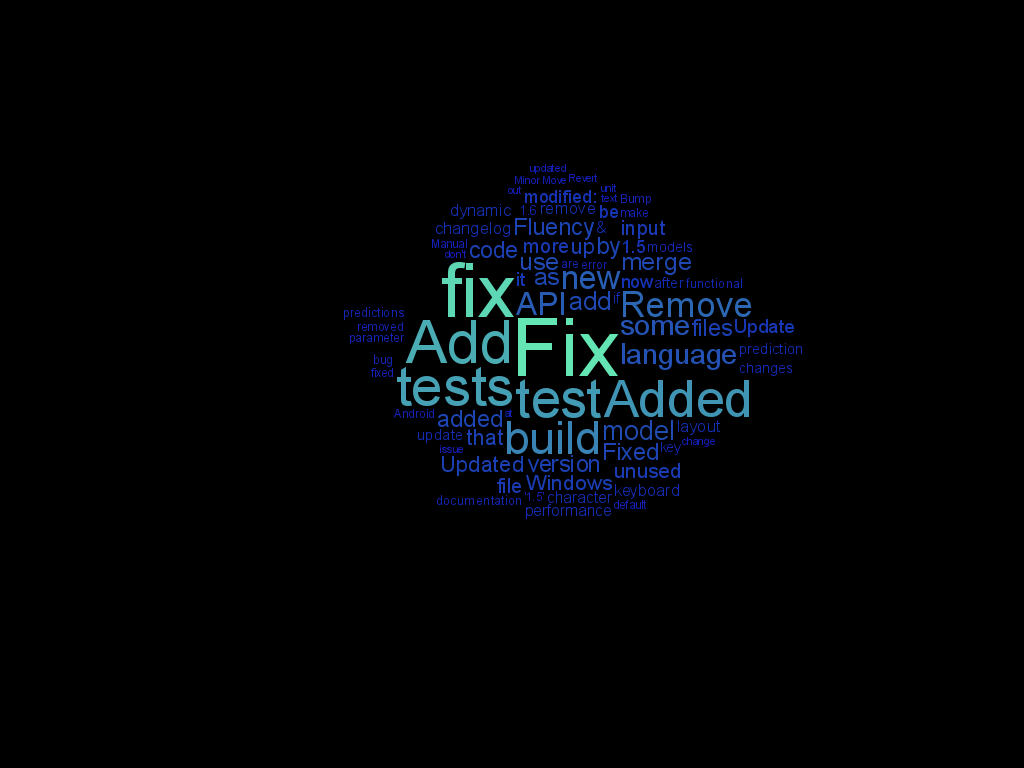 updated
Minor Move Revert
out unit
modified: text Bump
dynamic 1.6 remove be make
changelog Fluency & input
Manual code more up by 1.5 models
don't use are error merge
fix it as new now after functional
API add if Remove
predictions
removed Add Fix some files Update
parameter
bug language prediction
fixed tests changes
test Added
Android added at
update that build model layout
issue Fixed key change
Updated version unused
file Windows keyboard
documentation '1.5' character
performance default